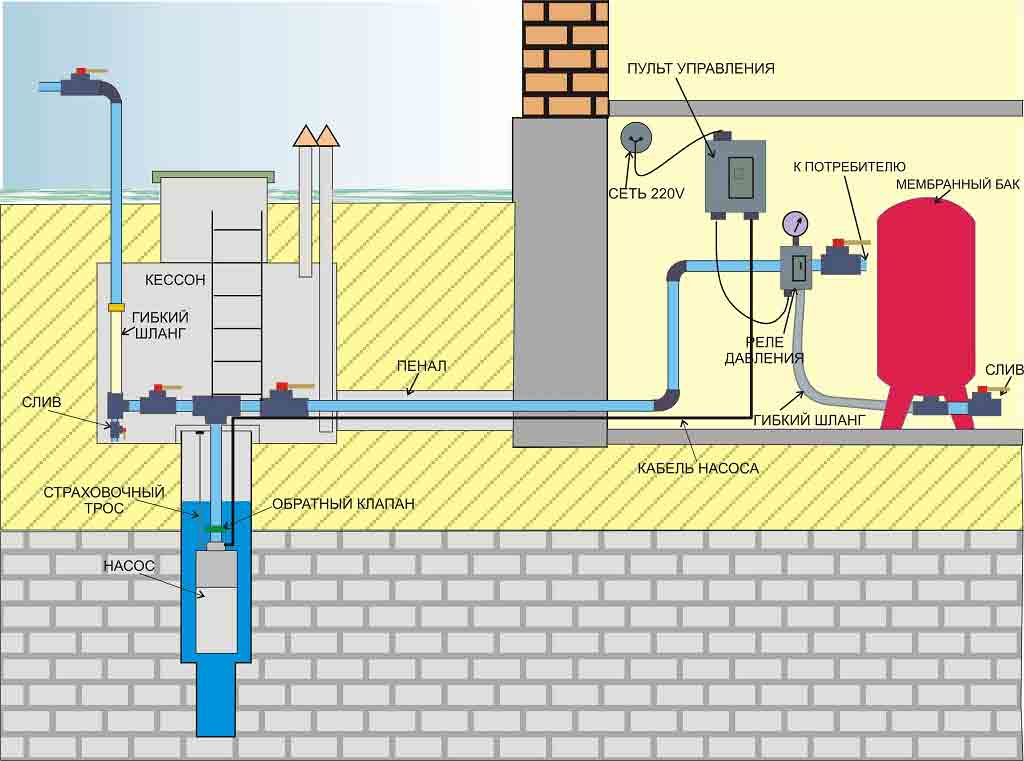 ПУЛЬТ УПРАВЛЕНИЯ
К ПОТРЕБИТЕЛЮ
МЕМБРАННЫЙ БАК
СЕТЬ 220V
КЕССОН
ГИБКИЙ
ШЛАНГ
РЕЛЕ
ДАВЛЕНИЯ
ПЕНАЛ
СЛИВ
СЛИВ
ГИБКИЙ ШЛАНГ
КАБЕЛЬ НАСОСА
СТРАХОВОЧНЫЙ
ТРОС
ОБРАТНЫЙ КЛАПАН
НАСОС